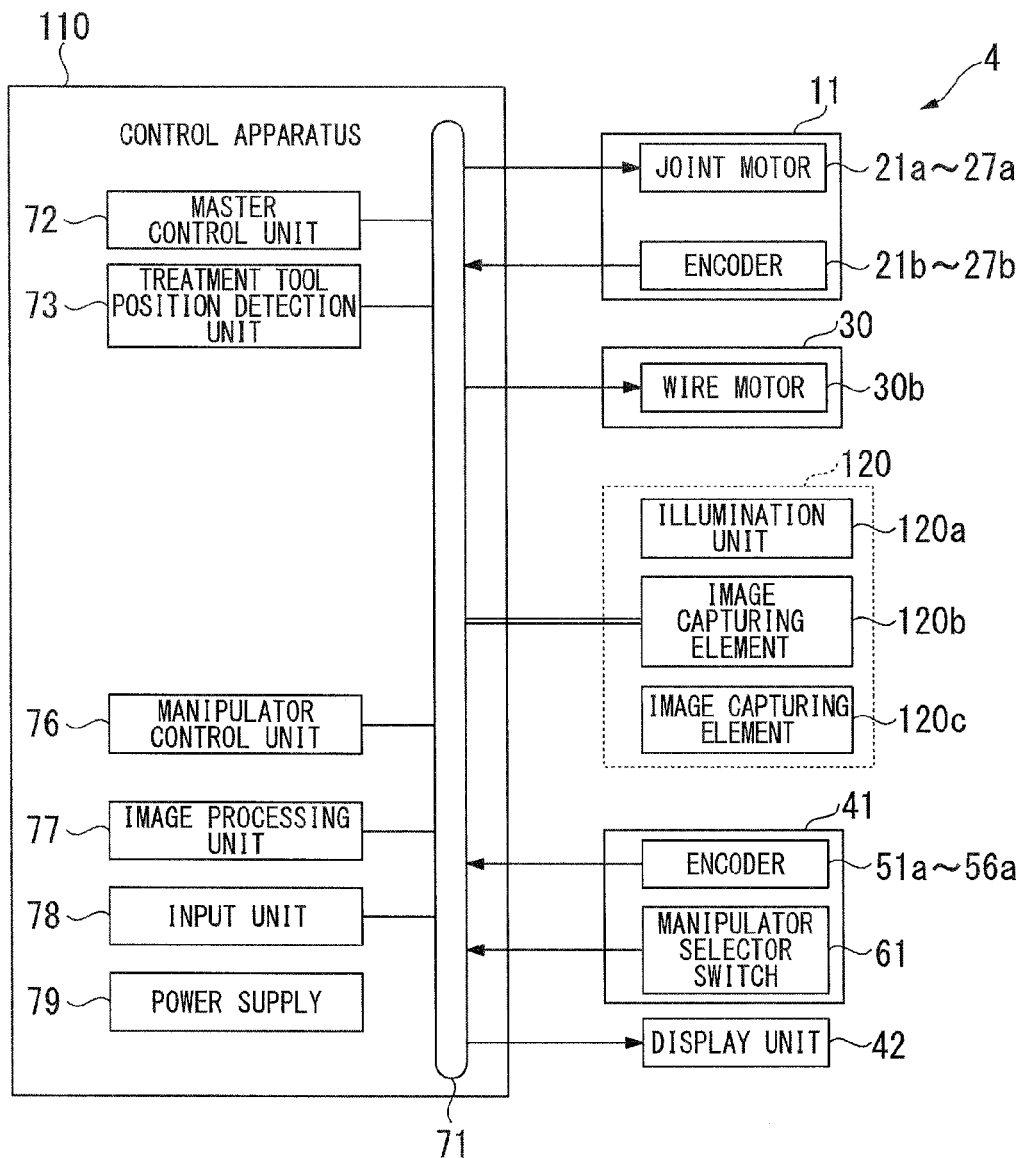 110
4
11
CONTROL APPARATUS
JOINT MOTOR
21a～27a
72
MASTER
CONTROL UNIT
ENCODER
21b～27b
73
TREATMENT TOOL
POSITION DETECTION
UNIT
30
WIRE MOTOR
30b
120
ILLUMINATION
UNIT
120a
IMAGE
CAPTURING
ELEMENT
120b
76
MANIPULATOR
CONTROL UNIT
IMAGE CAPTURING
ELEMENT
120c
77
IMAGE PROCESSING
UNIT
41
ENCODER
51a～56a
78
INPUT UNIT
MANIPULATOR
SELECTOR
SWITCH
61
79
POWER SUPPLY
DISPLAY UNIT
42
71